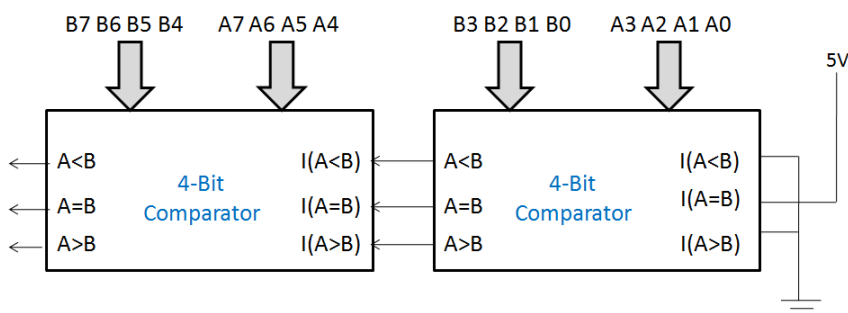 B7 B6 B5 B4 A7 A6 A5 A4 B3 B2 B1 B0 A3 A2 A1 A0
5V
A<B I(A<B) A<B I(A<B)
4-Bit 4-Bit
A=B I(A=B) A=B I(A=B)
Comparator Comparator
A>B I(A>B) A>B I(A>B)